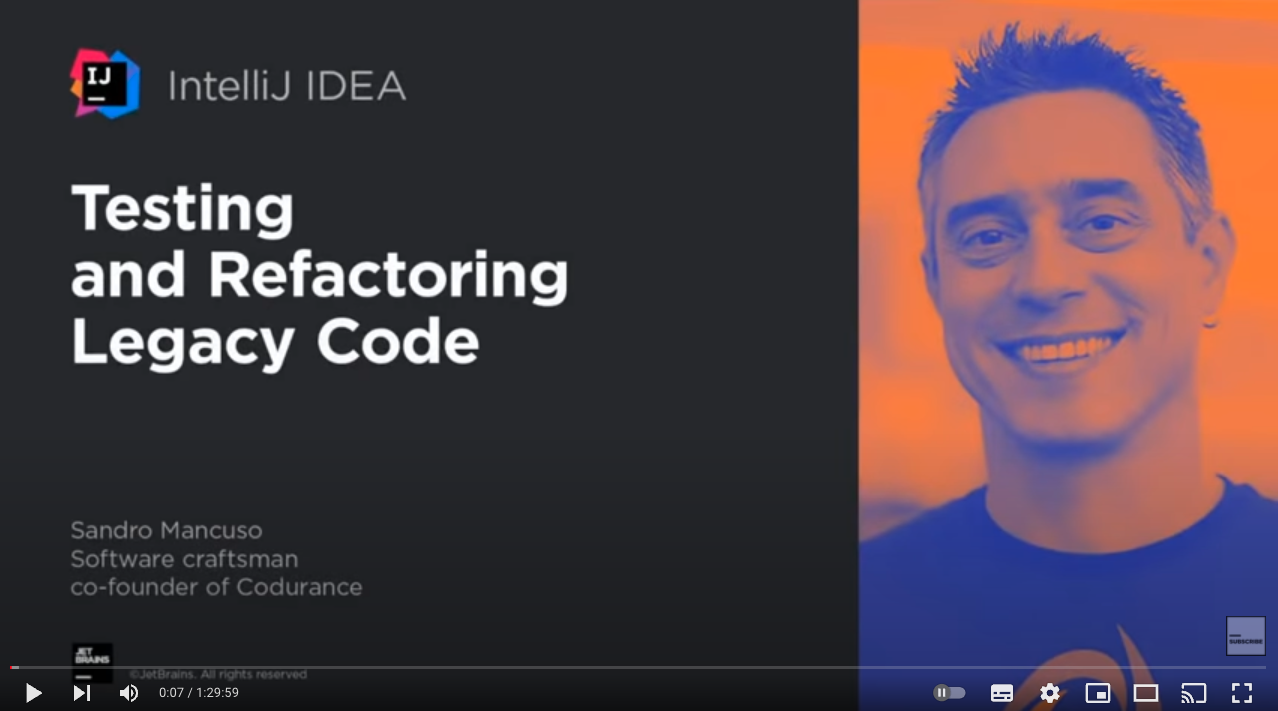 IJ
IntelliJ IDEA
Testing
and Refactoring
Legacy Code
Sandro Mancuso
Software craftsman
co-founder of Codurance
SUBSCRIBE
JET
BRAINS
©JetBrains. All rights reserved
0:07 / 1:29:59